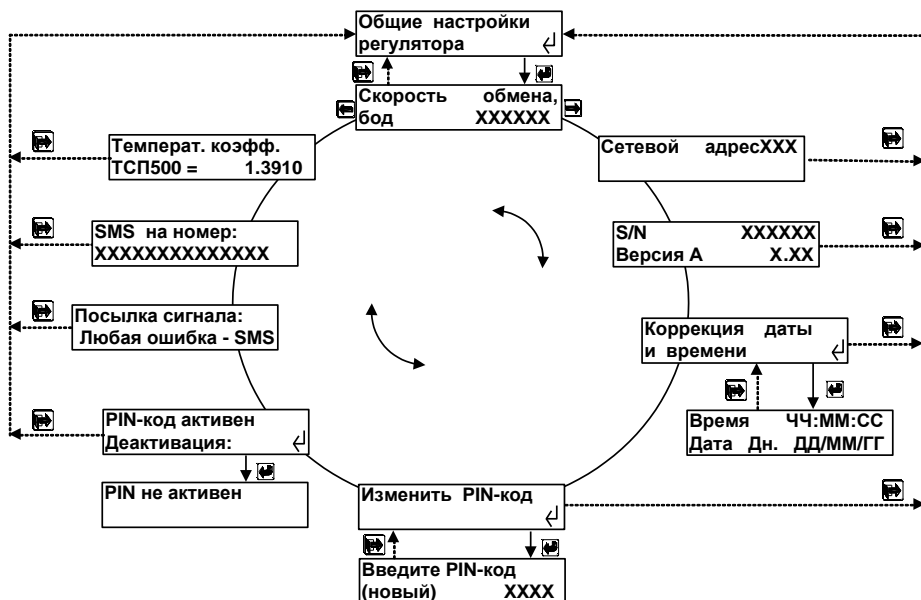 Общие настройки
регулятора
Скорость обмена,
бод XXXXXX
Температ. коэфф.
ТСП500 = 1.3910
Сетевой адресXXX
SMS на номер:
XXXXXXXXXXXXXX
S/N XXXXXX
Версия А X.XX
Посылка сигнала:
Любая ошибка - SMS
Коррекция даты
и времени
Время ЧЧ:ММ:СС
Дата Дн. ДД/ММ/ГГ
PIN-код активен
Деактивация:
PIN не активен
Изменить PIN-код
Введите PIN-код
(новый) XXXX